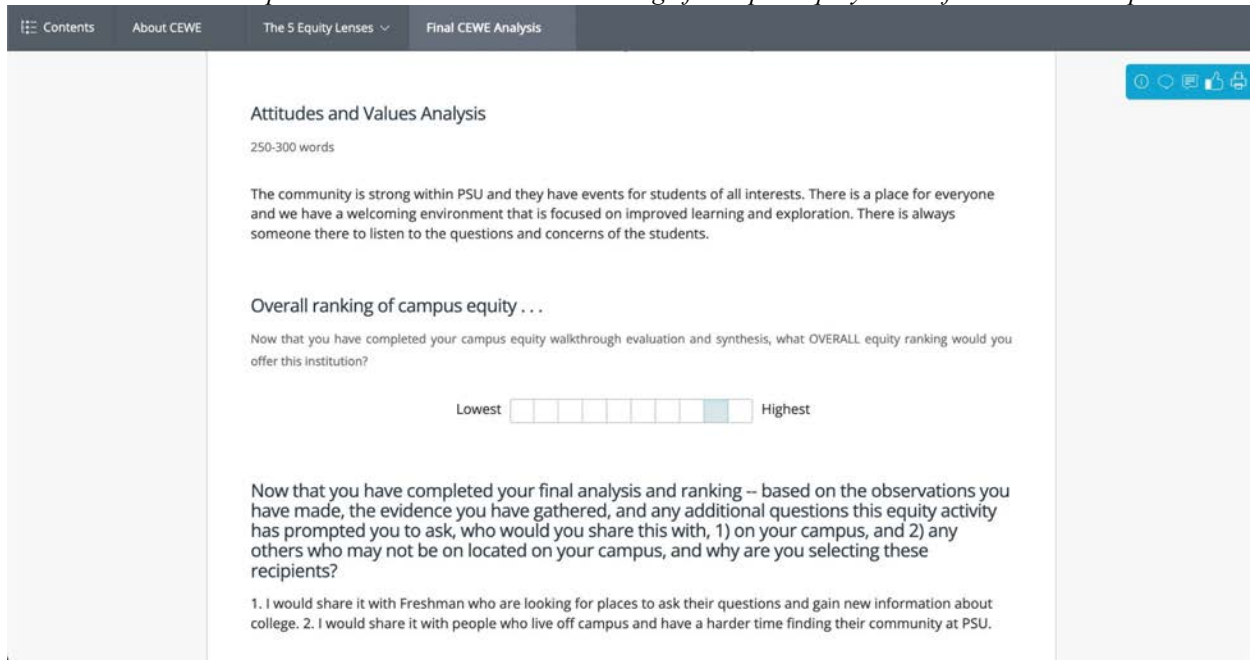 Contents About CEWE The 5 Equity Lenses Final CEWE Analysis
Attitudes and Values Analysis
250-300 words
The community is strong within PSU and they have events for students of all interests. There is a place for everyone
and we have a welcoming environment that is focused on improved learning and exploration. There is always
someone there to listen to the questions and concerns of the students.
Overall ranking of campus equity . . .
Now that you have completed your campus equity walkthrough evaluation and synthesis, what OVERALL equity ranking would you
offer this institution?
Lowest Highest
Now that you have completed your final analysis and ranking -- based on the observations you
have made, the evidence you have gathered, and any additional questions this equity activity
has prompted you to ask, who would you share this with, 1) on your campus, and 2) any
others who may not be on located on your campus, and why are you selecting these
recipients?
1. I would share it with Freshman who are looking for places to ask their questions and gain new information about
college. 2. I would share it with people who live off campus and have a harder time finding their community at PSU.